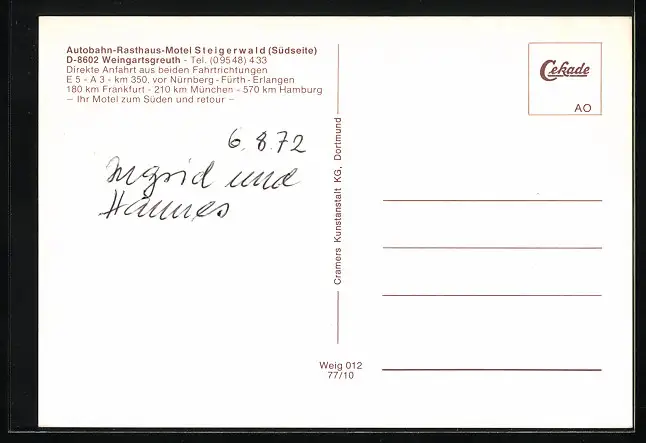 Autobahn-Rasthaus-Motel Steigerwald (Südseite)
D-8602 Weingartsgreuth - Tel. (09548) 433
Direkte Anfahrt aus beiden Fahrtrichtungen
E 5 - A 3 - km 350, vor Nürnberg - Fürth - Erlangen
180 km Frankfurt - 210 km München - 570 km Hamburg
– Ihr Motel zum Süden und retour –
6.8.72
Ingrid und
Hannes
Cramers Kunstanstalt KG, Dortmund
Cekade
AO
Weig 012
77/10